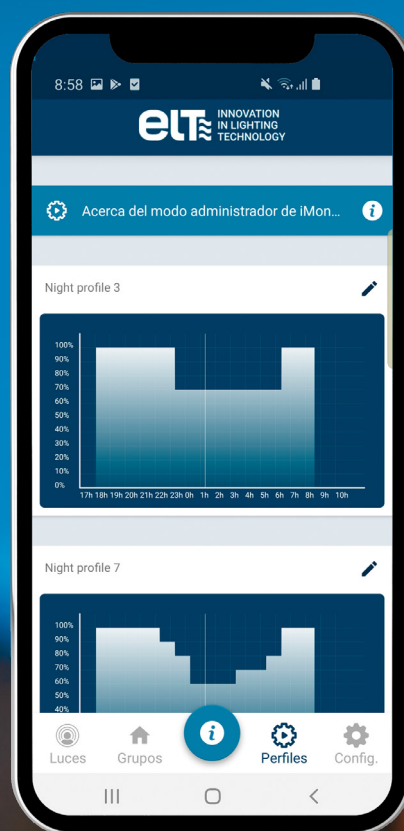 8:58
elt INNOVATION
IN LIGHTING
TECHNOLOGY
Acerca del modo administrador de iMon...
Night profile 3
100%
90%
80%
70%
60%
50%
40%
30%
20%
10%
0%
17h 18h 19h 20h 21h 22h 23h 0h 1h 2h 3h 4h 5h 6h 7h 8h 9h 10h
Night profile 7
100%
90%
80%
70%
60%
50%
40%
Luces Grupos i Perfiles Config.